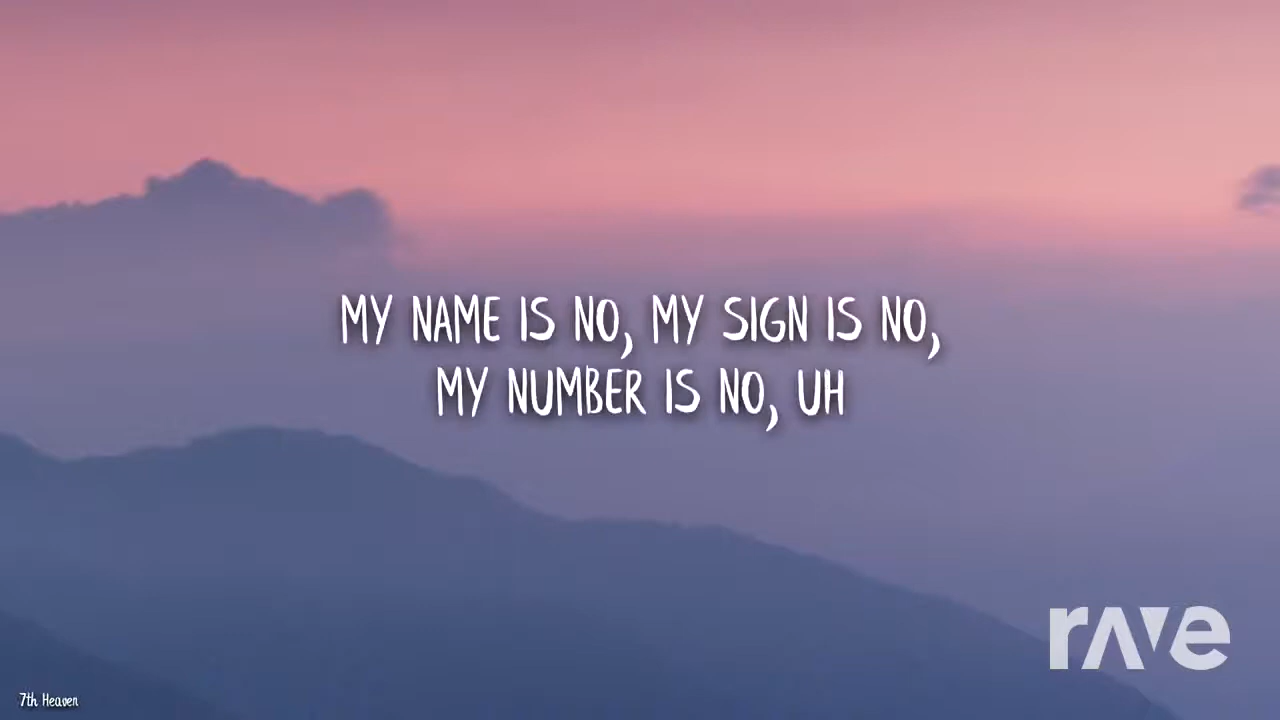 MY NAME IS NO, MY SIGN IS NO,
MY NUMBER IS NO, UH
rave
7th Heaven